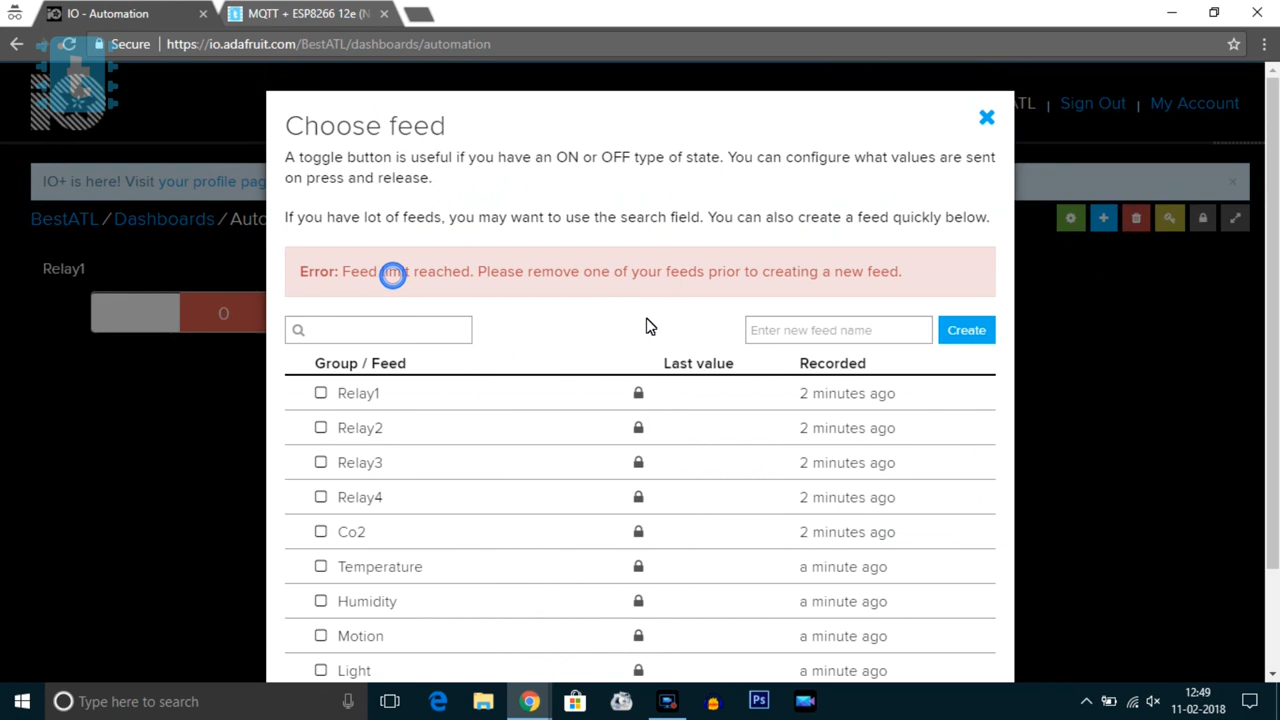 IO - Automation
MQTT + ESP8266 12e (N
Secure
https://io.adafruit.com/BestATL/dashboards/automation
ATL | Sign Out | My Account
Choose feed
A toggle button is useful if you have an ON or OFF type of state. You can configure what values are sent
on press and release.
IO+ is here! Visit your profile pag
BestATL / Dashboards / Auto
If you have lot of feeds, you may want to use the search field. You can also create a feed quickly below.
Relay1
0
Error: Feed limit reached. Please remove one of your feeds prior to creating a new feed.
Enter new feed name
Create
Group / Feed Last value Recorded
Relay1 2 minutes ago
Relay2 2 minutes ago
Relay3 2 minutes ago
Relay4 2 minutes ago
Co2 2 minutes ago
Temperature a minute ago
Humidity a minute ago
Motion a minute ago
Light a minute ago
Type here to search
12:49
11-02-2018